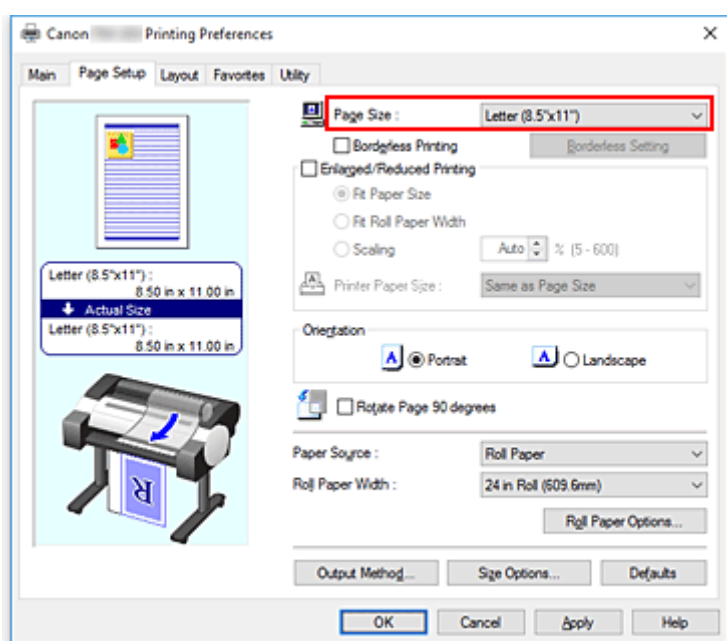 Canon Printing Preferences
Main Page Setup Layout Favorites Utility
Page Size : Letter (8.5"x11")
Borderless Printing Borderless Setting
Enlarged/Reduced Printing
Fit Paper Size
Fit Roll Paper Width
Scaling Auto % (5 - 600)
Printer Paper Size : Same as Page Size
Letter (8.5"x11") :
8.50 in x 11.00 in
Actual Size
Letter (8.5"x11") :
8.50 in x 11.00 in
Orientation
A Portrait A Landscape
Rotate Page 90 degrees
R
Paper Source : Roll Paper
Roll Paper Width : 24 in Roll (609.6mm)
Roll Paper Options...
Output Method... Size Options... Defaults
OK Cancel Apply Help